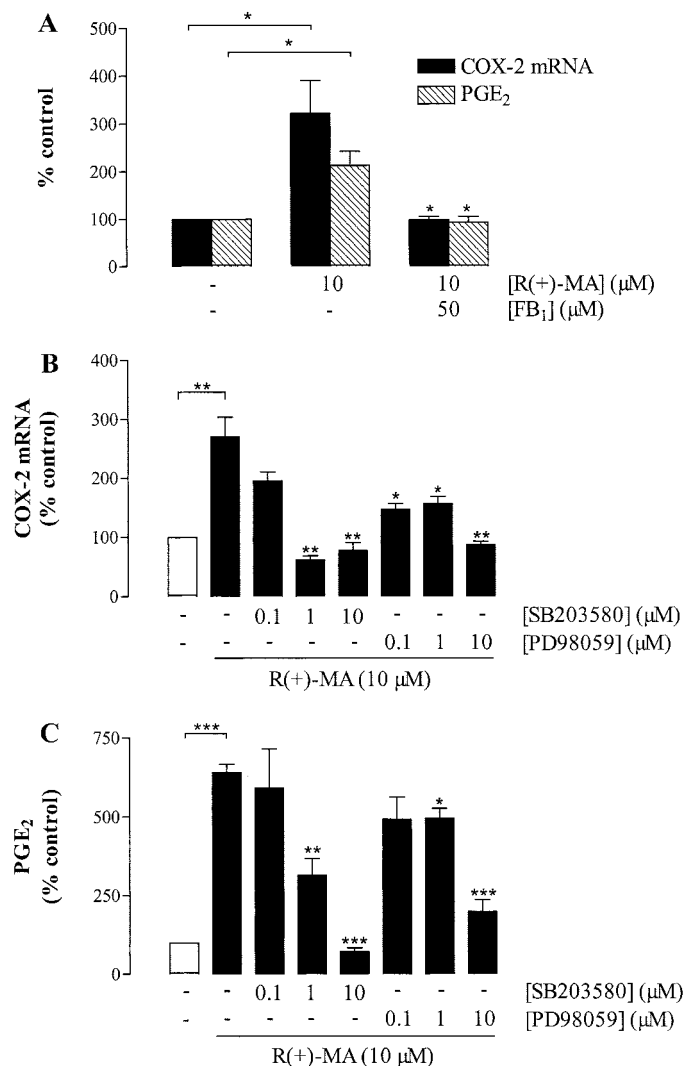 A
% control
500
400
300
200
100
0
*
*
COX-2 mRNA
PGE₂
* *
- 10 10 [R(+)-MA] (μM)
- - 50 [FB₁] (μM)
B
COX-2 mRNA
(% control)
400
300
200
100
0
**
** ** * * **
- - 0.1 1 10 - - - [SB203580] (μM)
- - - - - 0.1 1 10 [PD98059] (μM)
R(+)-MA (10 μM)
C
PGE₂
(% control)
750
500
250
0
***
** *** * ***
- - 0.1 1 10 - - - [SB203580] (μM)
- - - - - 0.1 1 10 [PD98059] (μM)
R(+)-MA (10 μM)